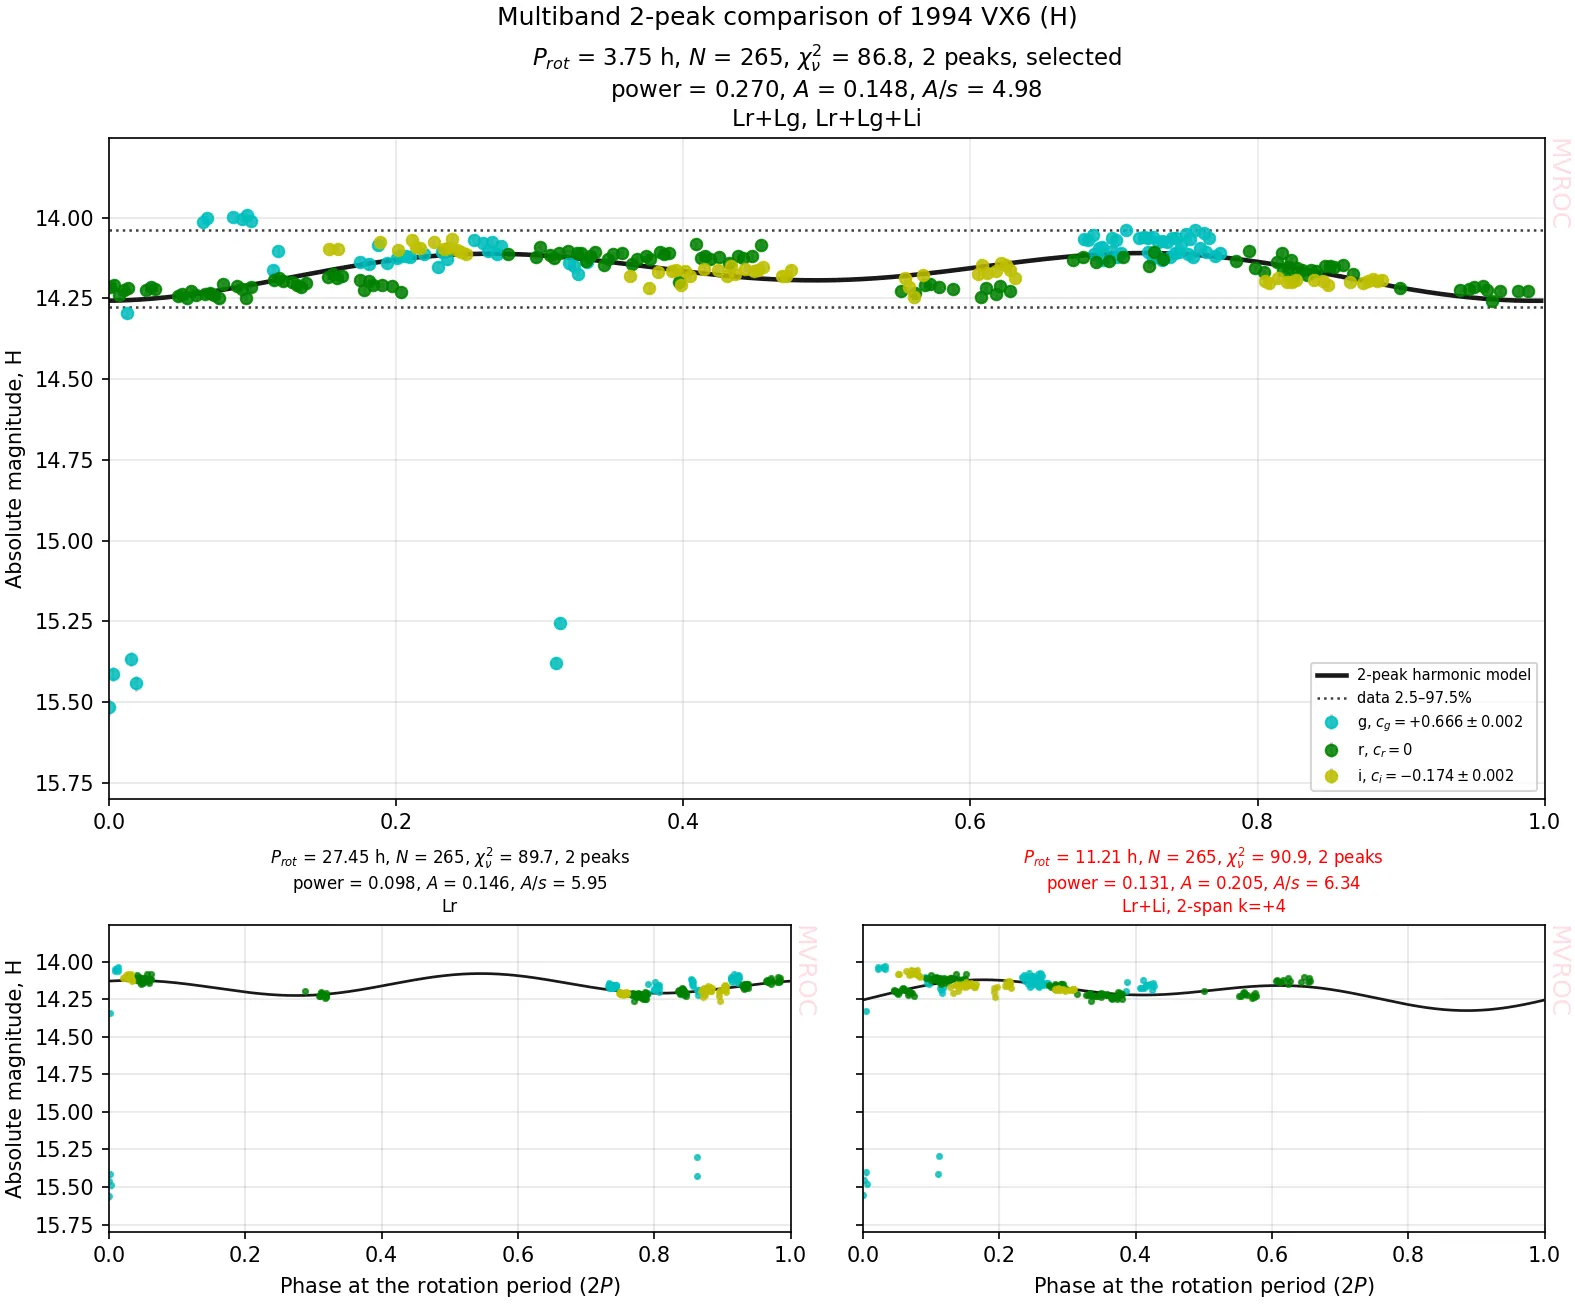 Multiband 2-peak comparison of 1994 VX6 (H)
P_rot = 3.75 h, N = 265, χ²_ν = 86.8, 2 peaks, selected
power = 0.270, A = 0.148, A/s = 4.98
Lr+Lg, Lr+Lg+Li
MVROC
Absolute magnitude, H
14.00
14.25
14.50
14.75
15.00
15.25
15.50
15.75
0.0 0.2 0.4 0.6 0.8 1.0
2-peak harmonic model
data 2.5–97.5%
g, c_g = +0.666 ± 0.002
r, c_r = 0
i, c_i = −0.174 ± 0.002
P_rot = 27.45 h, N = 265, χ²_ν = 89.7, 2 peaks
power = 0.098, A = 0.146, A/s = 5.95
Lr
MVROC
Absolute magnitude, H
14.00
14.25
14.50
14.75
15.00
15.25
15.50
15.75
0.0 0.2 0.4 0.6 0.8 1.0
Phase at the rotation period (2P)
P_rot = 11.21 h, N = 265, χ²_ν = 90.9, 2 peaks
power = 0.131, A = 0.205, A/s = 6.34
Lr+Li, 2-span k=+4
MVROC
0.0 0.2 0.4 0.6 0.8 1.0
Phase at the rotation period (2P)